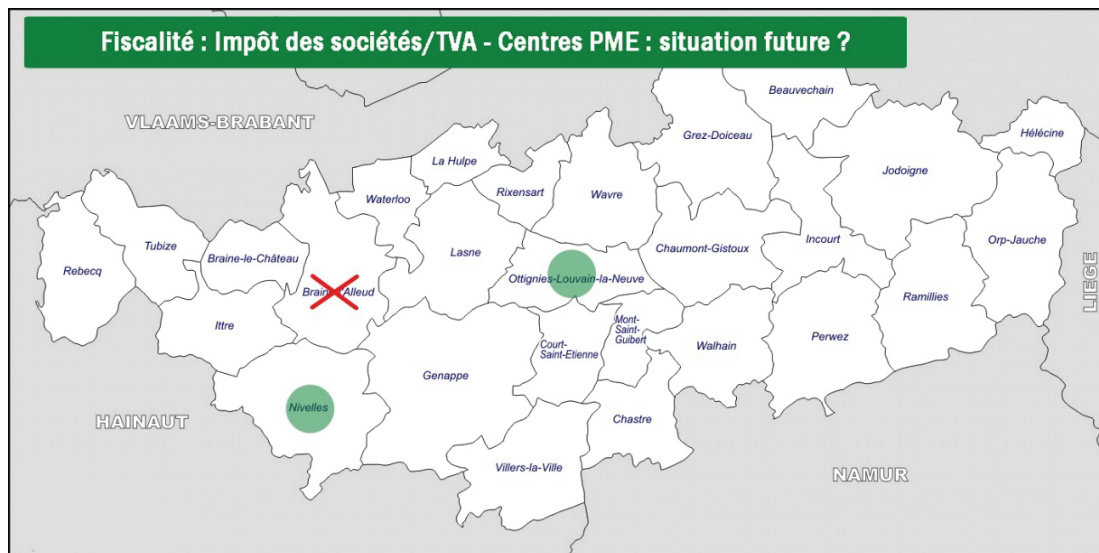 Fiscalité : Impôt des sociétés/TVA - Centres PME : situation future ?
VLAAMS-BRABANT
Beauvechain
Hélécine
Grez-Doiceau
La Hulpe
Jodoigne
Rixensart
Wavre
Waterloo
Tubize
Braine-le-Château
Lasne
Chaumont-Gistoux
Incourt
Orp-Jauche
Rebecq
Ottignies-Louvain-la-Neuve
Braine-l'Alleud
Ramillies
LIEGE
Ittre
Mont-
Saint-
Guibert
Court-
Saint-Etienne
Walhain
Perwez
Genappe
Nivelles
HAINAUT
Chastre
Villers-la-Ville
NAMUR